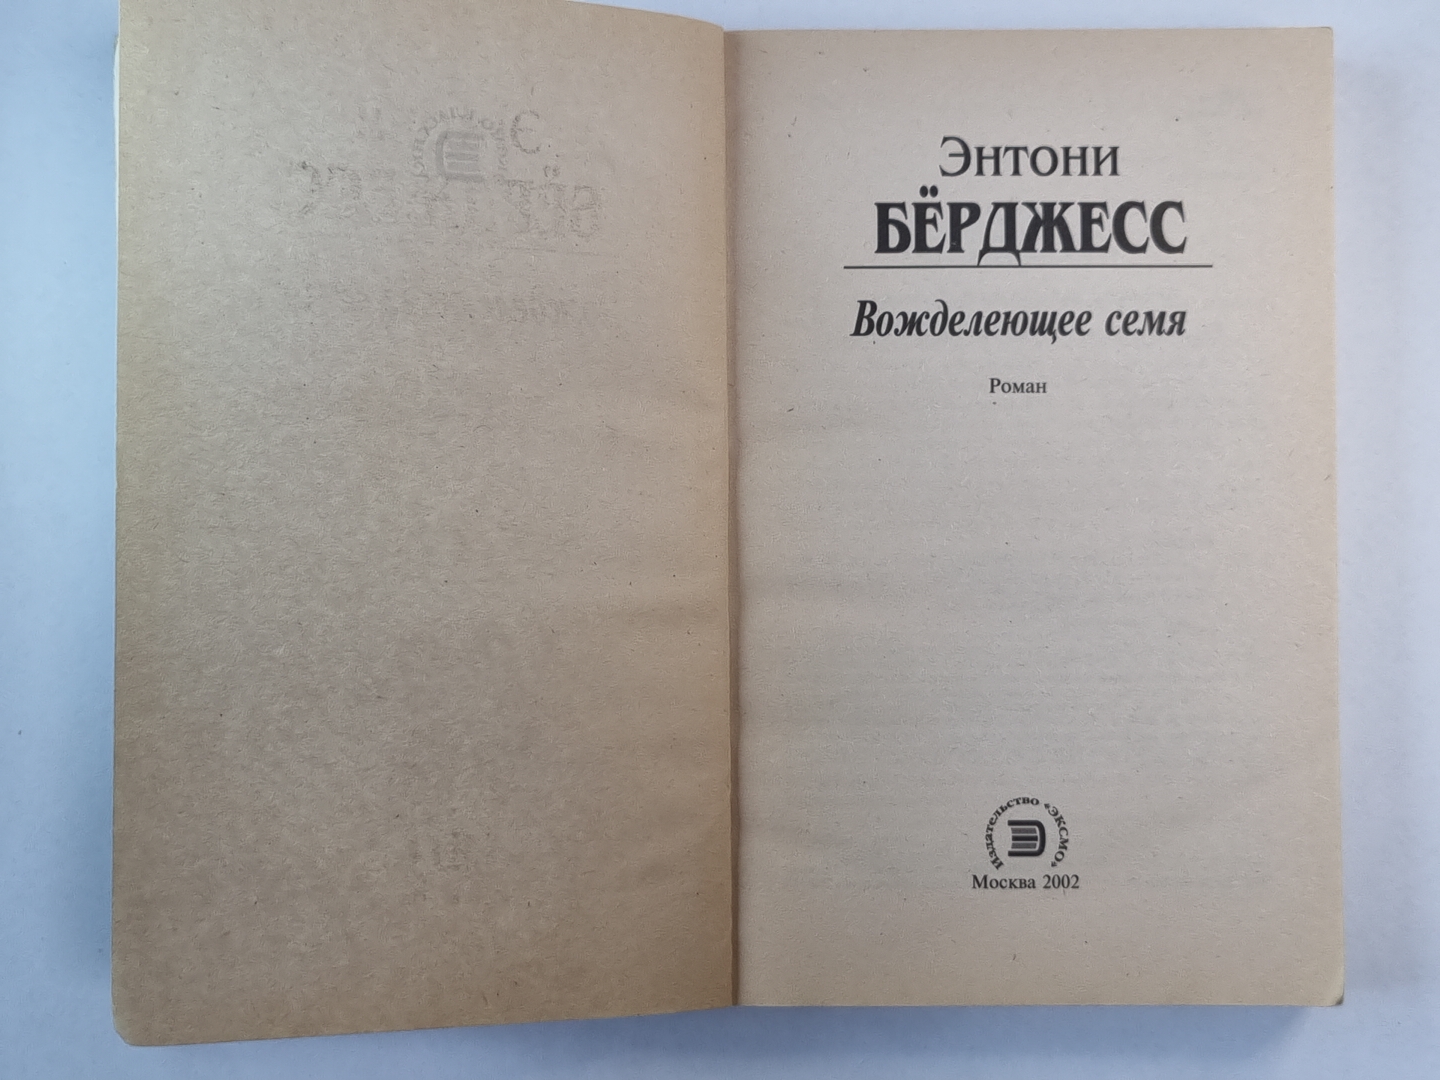 Энтони
БЁРДЖЕСС
Вожделеющее семя
Роман
Издательство «ЭКСМО»
Москва 2002